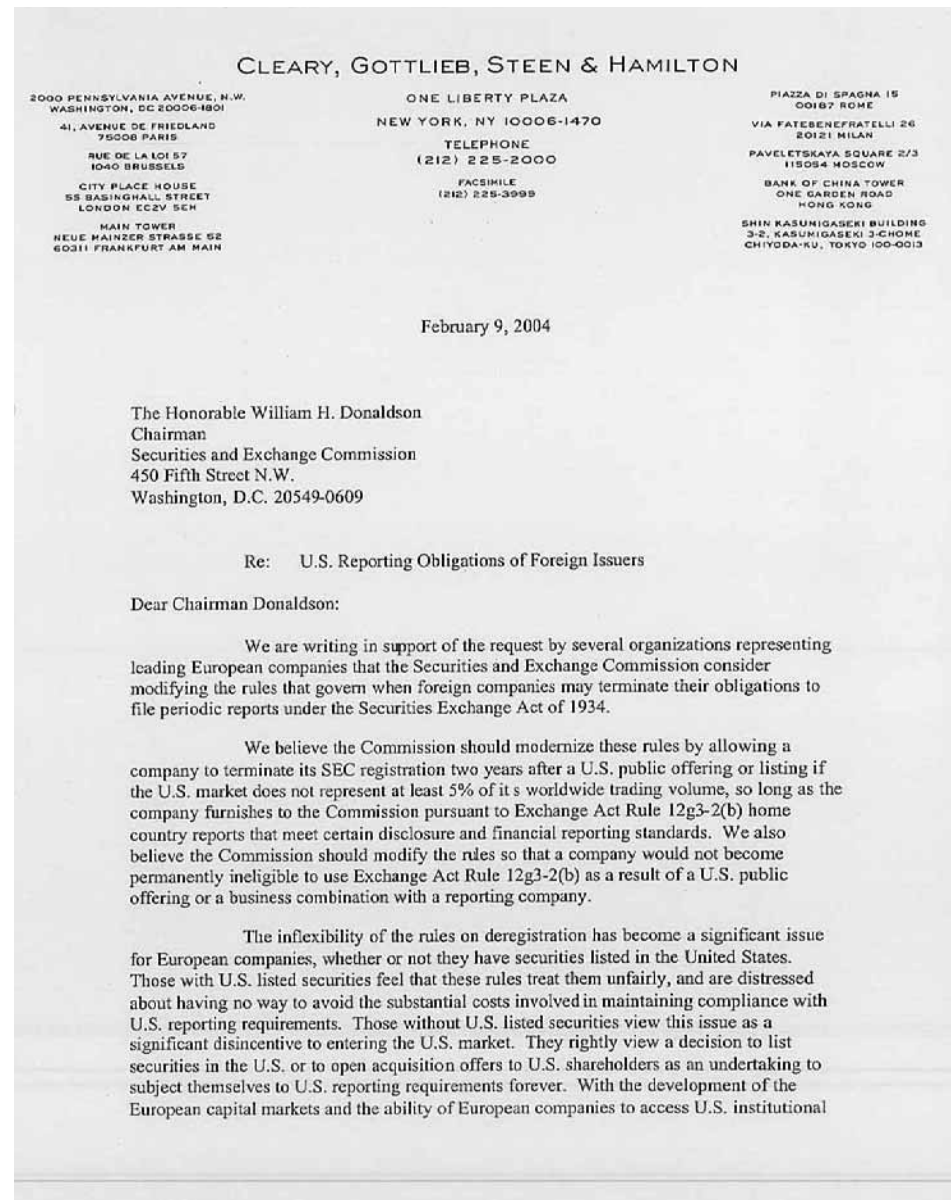 CLEARY, GOTTLIEB, STEEN & HAMILTON
2000 PENNSYLVANIA AVENUE, N.W.
WASHINGTON, DC 20006-1801
41, AVENUE DE FRIEDLAND
75008 PARIS
RUE DE LA LOI 57
1040 BRUSSELS
CITY PLACE HOUSE
55 BASINGHALL STREET
LONDON EC2V 5EH
MAIN TOWER
NEUE MAINZER STRASSE 52
60311 FRANKFURT AM MAIN
ONE LIBERTY PLAZA
NEW YORK, NY 10006-1470
TELEPHONE
(212) 225-2000
FACSIMILE
(212) 225-3999
PIAZZA DI SPAGNA 15
00187 ROME
VIA FATEBENEFRATELLI 26
20121 MILAN
PAVELETSKAYA SQUARE 2/3
115054 MOSCOW
BANK OF CHINA TOWER
ONE GARDEN ROAD
HONG KONG
SHIN KASUMIGASEKI BUILDING
3-2, KASUMIGASEKI 3-CHOME
CHIYODA-KU, TOKYO 100-0013
February 9, 2004
The Honorable William H. Donaldson
Chairman
Securities and Exchange Commission
450 Fifth Street N.W.
Washington, D.C. 20549-0609
Re: U.S. Reporting Obligations of Foreign Issuers
Dear Chairman Donaldson:
We are writing in support of the request by several organizations representing
leading European companies that the Securities and Exchange Commission consider
modifying the rules that govern when foreign companies may terminate their obligations to
file periodic reports under the Securities Exchange Act of 1934.
We believe the Commission should modernize these rules by allowing a
company to terminate its SEC registration two years after a U.S. public offering or listing if
the U.S. market does not represent at least 5% of its worldwide trading volume, so long as the
company furnishes to the Commission pursuant to Exchange Act Rule 12g3-2(b) home
country reports that meet certain disclosure and financial reporting standards. We also
believe the Commission should modify the rules so that a company would not become
permanently ineligible to use Exchange Act Rule 12g3-2(b) as a result of a U.S. public
offering or a business combination with a reporting company.
The inflexibility of the rules on deregistration has become a significant issue
for European companies, whether or not they have securities listed in the United States.
Those with U.S. listed securities feel that these rules treat them unfairly, and are distressed
about having no way to avoid the substantial costs involved in maintaining compliance with
U.S. reporting requirements. Those without U.S. listed securities view this issue as a
significant disincentive to entering the U.S. market. They rightly view a decision to list
securities in the U.S. or to open acquisition offers to U.S. shareholders as an undertaking to
subject themselves to U.S. reporting requirements forever. With the development of the
European capital markets and the ability of European companies to access U.S. institutional